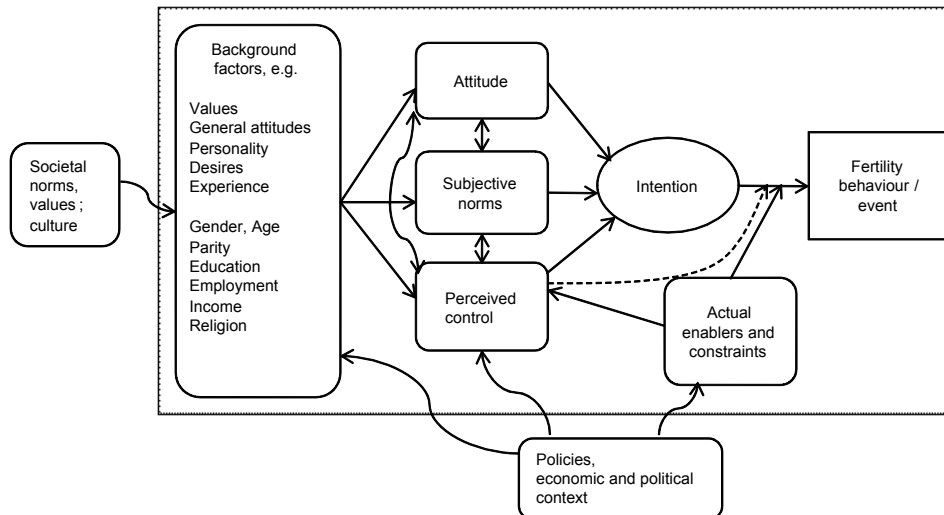 Societal
norms,
values ;
culture
Background
factors, e.g.
Values
General attitudes
Personality
Desires
Experience
Gender, Age
Parity
Education
Employment
Income
Religion
Attitude
Subjective
norms
Perceived
control
Intention
Fertility
behaviour /
event
Actual
enablers and
constraints
Policies,
economic and political
context